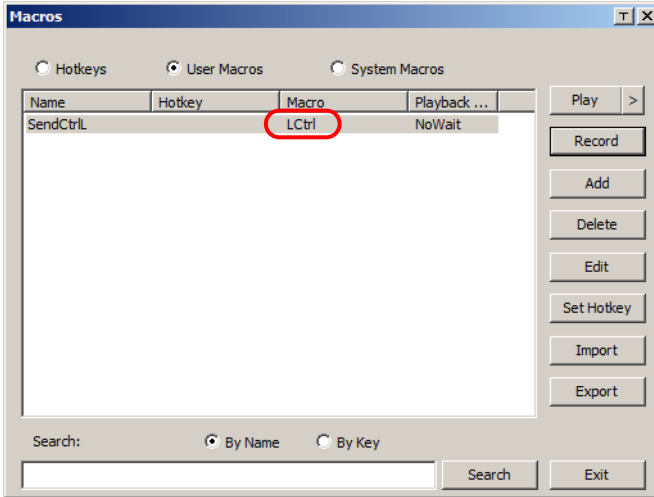 Macros T X
Hotkeys User Macros System Macros
Name Hotkey Macro Playback ... Play >
SendCtrlL LCtrl NoWait
Record
Add
Delete
Edit
Set Hotkey
Import
Export
Search: By Name By Key
Search Exit